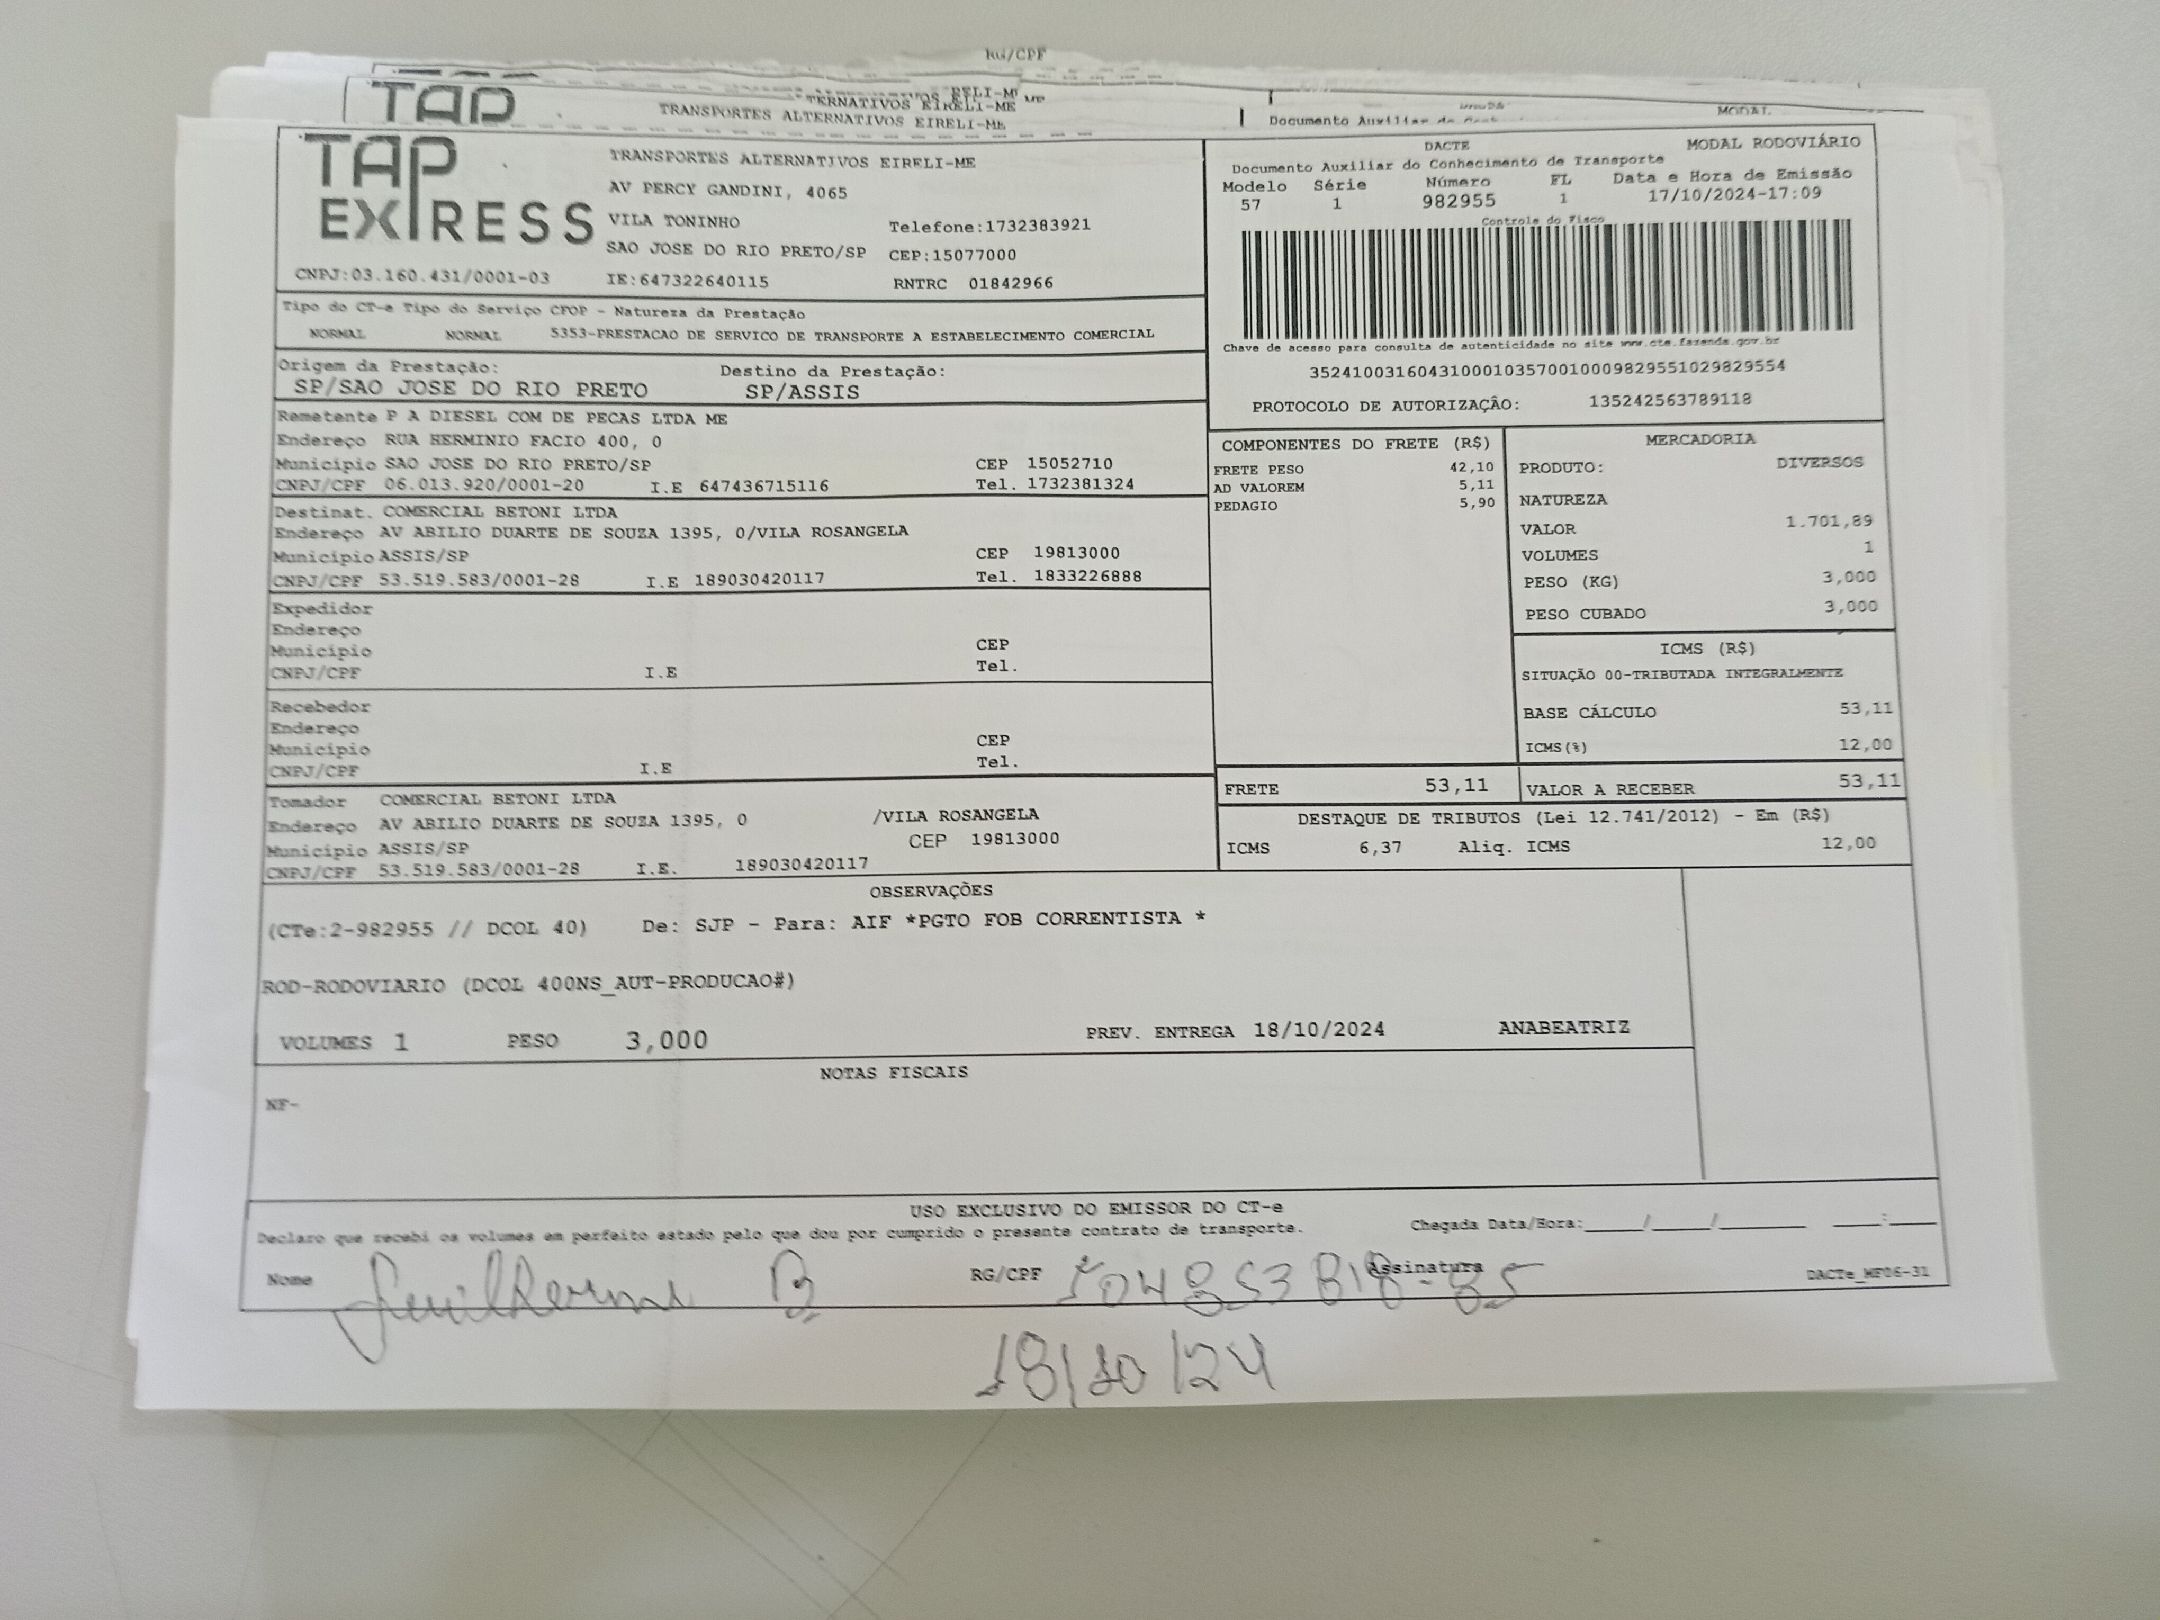 RG/CPF
TAP
TERNATIVOS EIRELI-ME
TRANSPORTES ALTERNATIVOS EIRELI-ME
MODAL
TAP
EXPRESS
TRANSPORTES ALTERNATIVOS EIRELI-ME
AV PERCY GANDINI, 4065
VILA TONINHO Telefone:1732383921
SAO JOSE DO RIO PRETO/SP CEP:15077000
CNPJ:03.160.431/0001-03 IE:647322640115 RNTRC 01842966
DACTE MODAL RODOVIÁRIO
Documento Auxiliar do Conhecimento de Transporte
Modelo Série Número FL Data e Hora de Emissão
57 1 982955 1 17/10/2024-17:09
Controle do Fisco
Chave de acesso para consulta de autenticidade no site www.cte.fazenda.gov.br
35241003160431000103570010009829551029829554
PROTOCOLO DE AUTORIZAÇÂO: 135242563789118
Tipo do CT-e Tipo do Serviço CFOP - Natureza da Prestação
NORMAL NORMAL 5353-PRESTACAO DE SERVICO DE TRANSPORTE A ESTABELECIMENTO COMERCIAL
Origem da Prestação: Destino da Prestação:
SP/SAO JOSE DO RIO PRETO SP/ASSIS
Remetente P A DIESEL COM DE PECAS LTDA ME
Endereço RUA HERMINIO FACIO 400, 0
Município SAO JOSE DO RIO PRETO/SP CEP 15052710
CNPJ/CPF 06.013.920/0001-20 I.E 647436715116 Tel. 1732381324
Destinat. COMERCIAL BETONI LTDA
Endereço AV ABILIO DUARTE DE SOUZA 1395, 0/VILA ROSANGELA
Município ASSIS/SP CEP 19813000
CNPJ/CPF 53.519.583/0001-28 I.E 189030420117 Tel. 1833226888
Expedidor
Endereço
Município CEP
CNPJ/CPF I.E Tel.
Recebedor
Endereço
Município CEP
CNPJ/CPF I.E Tel.
Tomador COMERCIAL BETONI LTDA
Endereço AV ABILIO DUARTE DE SOUZA 1395, 0 /VILA ROSANGELA
Município ASSIS/SP CEP 19813000
CNPJ/CPF 53.519.583/0001-28 I.E. 189030420117
COMPONENTES DO FRETE (R$)
FRETE PESO 42,10
AD VALOREM 5,11
PEDAGIO 5,90
MERCADORIA
PRODUTO: DIVERSOS
NATUREZA
VALOR 1.701,89
VOLUMES 1
PESO (KG) 3,000
PESO CUBADO 3,000
ICMS (R$)
SITUAÇÃO 00-TRIBUTADA INTEGRALMENTE
BASE CÁLCULO 53,11
ICMS(%) 12,00
FRETE 53,11 VALOR A RECEBER 53,11
DESTAQUE DE TRIBUTOS (Lei 12.741/2012) - Em (R$)
ICMS 6,37 Aliq. ICMS 12,00
OBSERVAÇÕES
(CTe:2-982955 // DCOL 40) De: SJP - Para: AIF *PGTO FOB CORRENTISTA *
ROD-RODOVIARIO (DCOL 400NS_AUT-PRODUCAO#)
VOLUMES 1 PESO 3,000 PREV. ENTREGA 18/10/2024 ANABEATRIZ
NOTAS FISCAIS
NF-
USO EXCLUSIVO DO EMISSOR DO CT-e
Declaro que recebi os volumes em perfeito estado pelo que dou por cumprido o presente contrato de transporte. Chegada Data/Hora:_____/_____/________ ____:____
Nome Guilherme B RG/CPF Assinatura DACTe_MF06-31
18/10/24